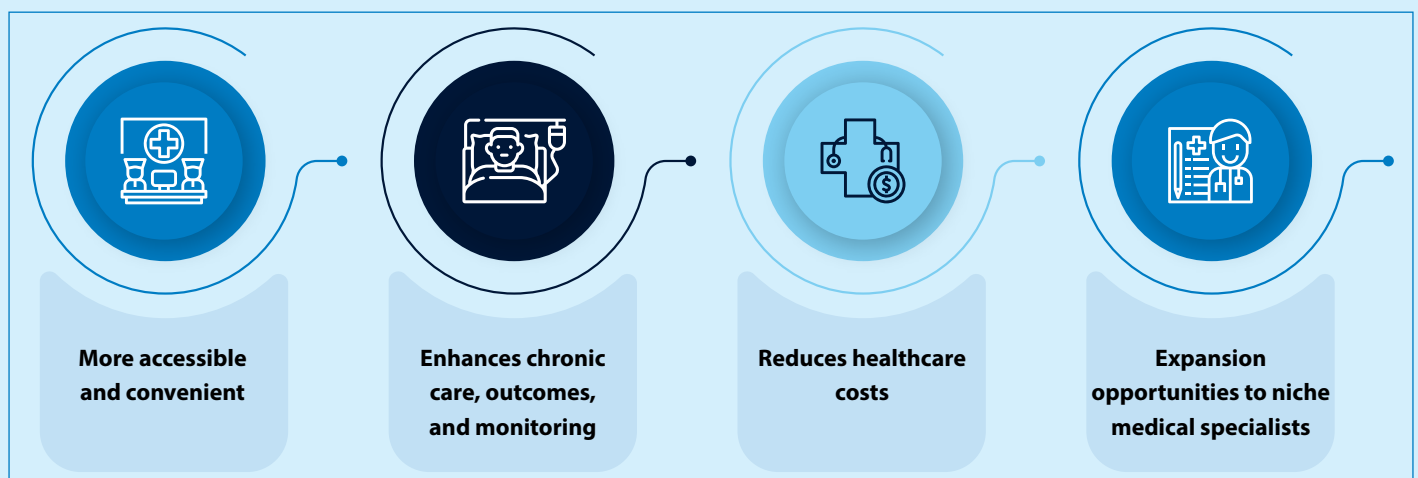 More accessible
and convenient
Enhances chronic
care, outcomes,
and monitoring
Reduces healthcare
costs
Expansion
opportunities to niche
medical specialists